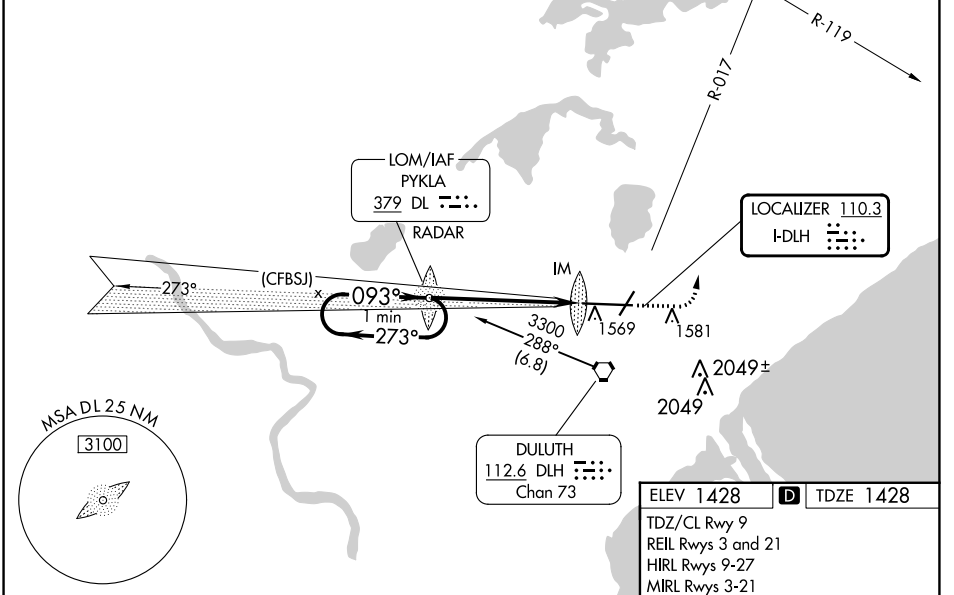 R-119
R-017
LOM/IAF
PYKLA
379 DL
RADAR
LOCALIZER 110.3
I-DLH
(CFBSJ)
273°
x
093°
1 min
273°
IM
1569
1581
3300
288°
(6.8)
2049±
2049
MSA DL 25 NM
3100
DULUTH
112.6 DLH
Chan 73
ELEV 1428 D TDZE 1428
TDZ/CL Rwy 9
REIL Rwys 3 and 21
HIRL Rwys 9-27
MIRL Rwys 3-21